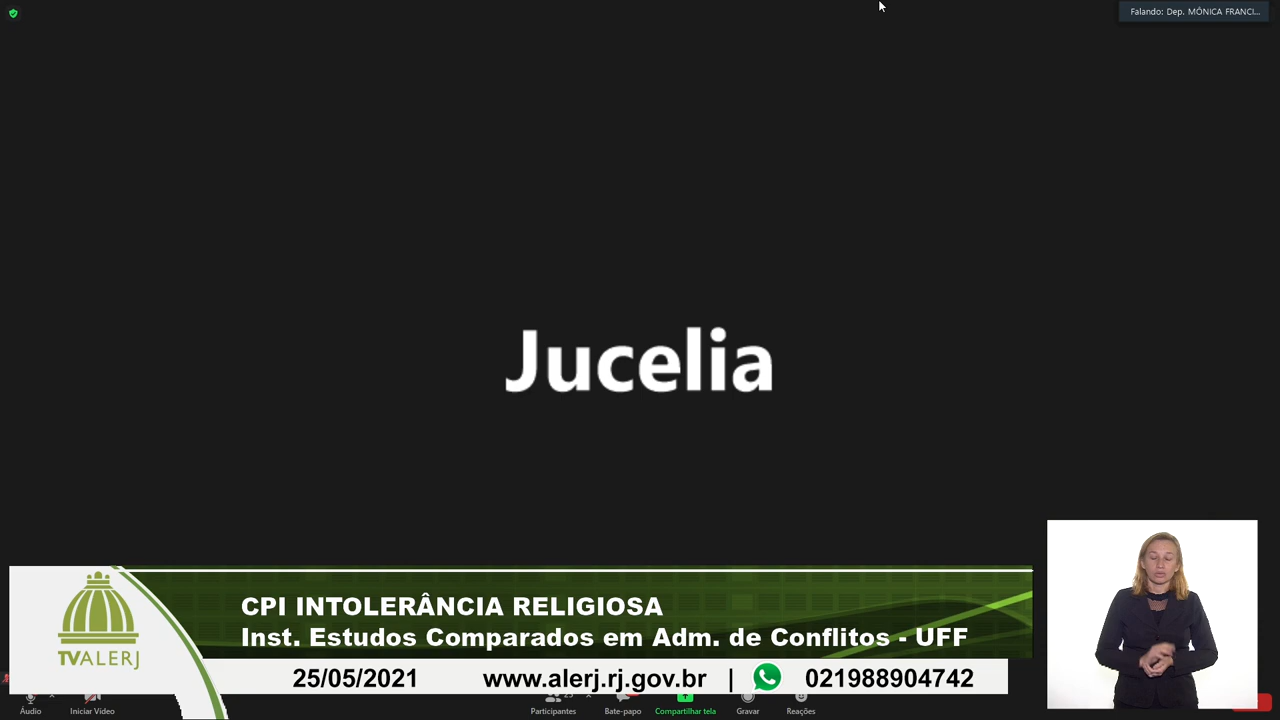 Falando: Dep. MÔNICA FRANCI...
Jucelia
CPI INTOLERÂNCIA RELIGIOSA
Inst. Estudos Comparados em Adm. de Conflitos - UFF
TVALERJ
25/05/2021 www.alerj.rj.gov.br | 021988904742
Áudio Iniciar Vídeo Participantes Bate-papo Compartilhar tela Gravar Reações